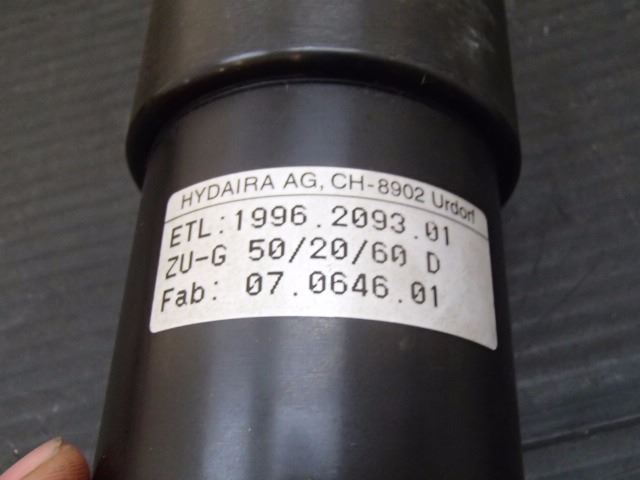 HYDAIRA AG, CH-8902 Urdorf
ETL: 1996.2093.01
ZU-G 50/20/60 D
Fab: 07.0646.01